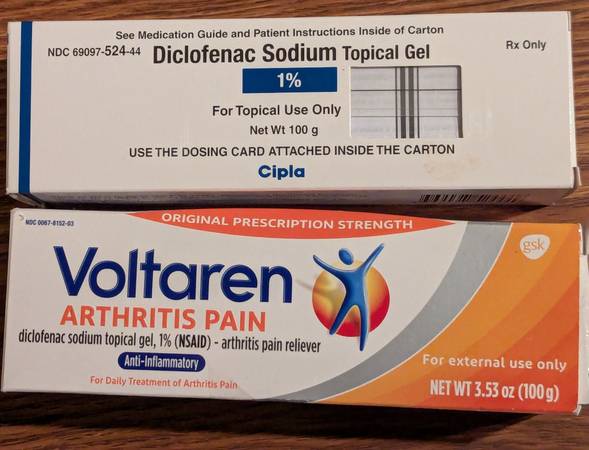 See Medication Guide and Patient Instructions Inside of Carton
NDC 69097-524-44 Diclofenac Sodium Topical Gel Rx Only
1%
For Topical Use Only
Net Wt 100 g
USE THE DOSING CARD ATTACHED INSIDE THE CARTON
Cipla
NDC 0067-8152-03
ORIGINAL PRESCRIPTION STRENGTH
gsk
Voltaren
ARTHRITIS PAIN
diclofenac sodium topical gel, 1% (NSAID) - arthritis pain reliever
Anti-Inflammatory
For Daily Treatment of Arthritis Pain
For external use only
NET WT 3.53 oz (100g)